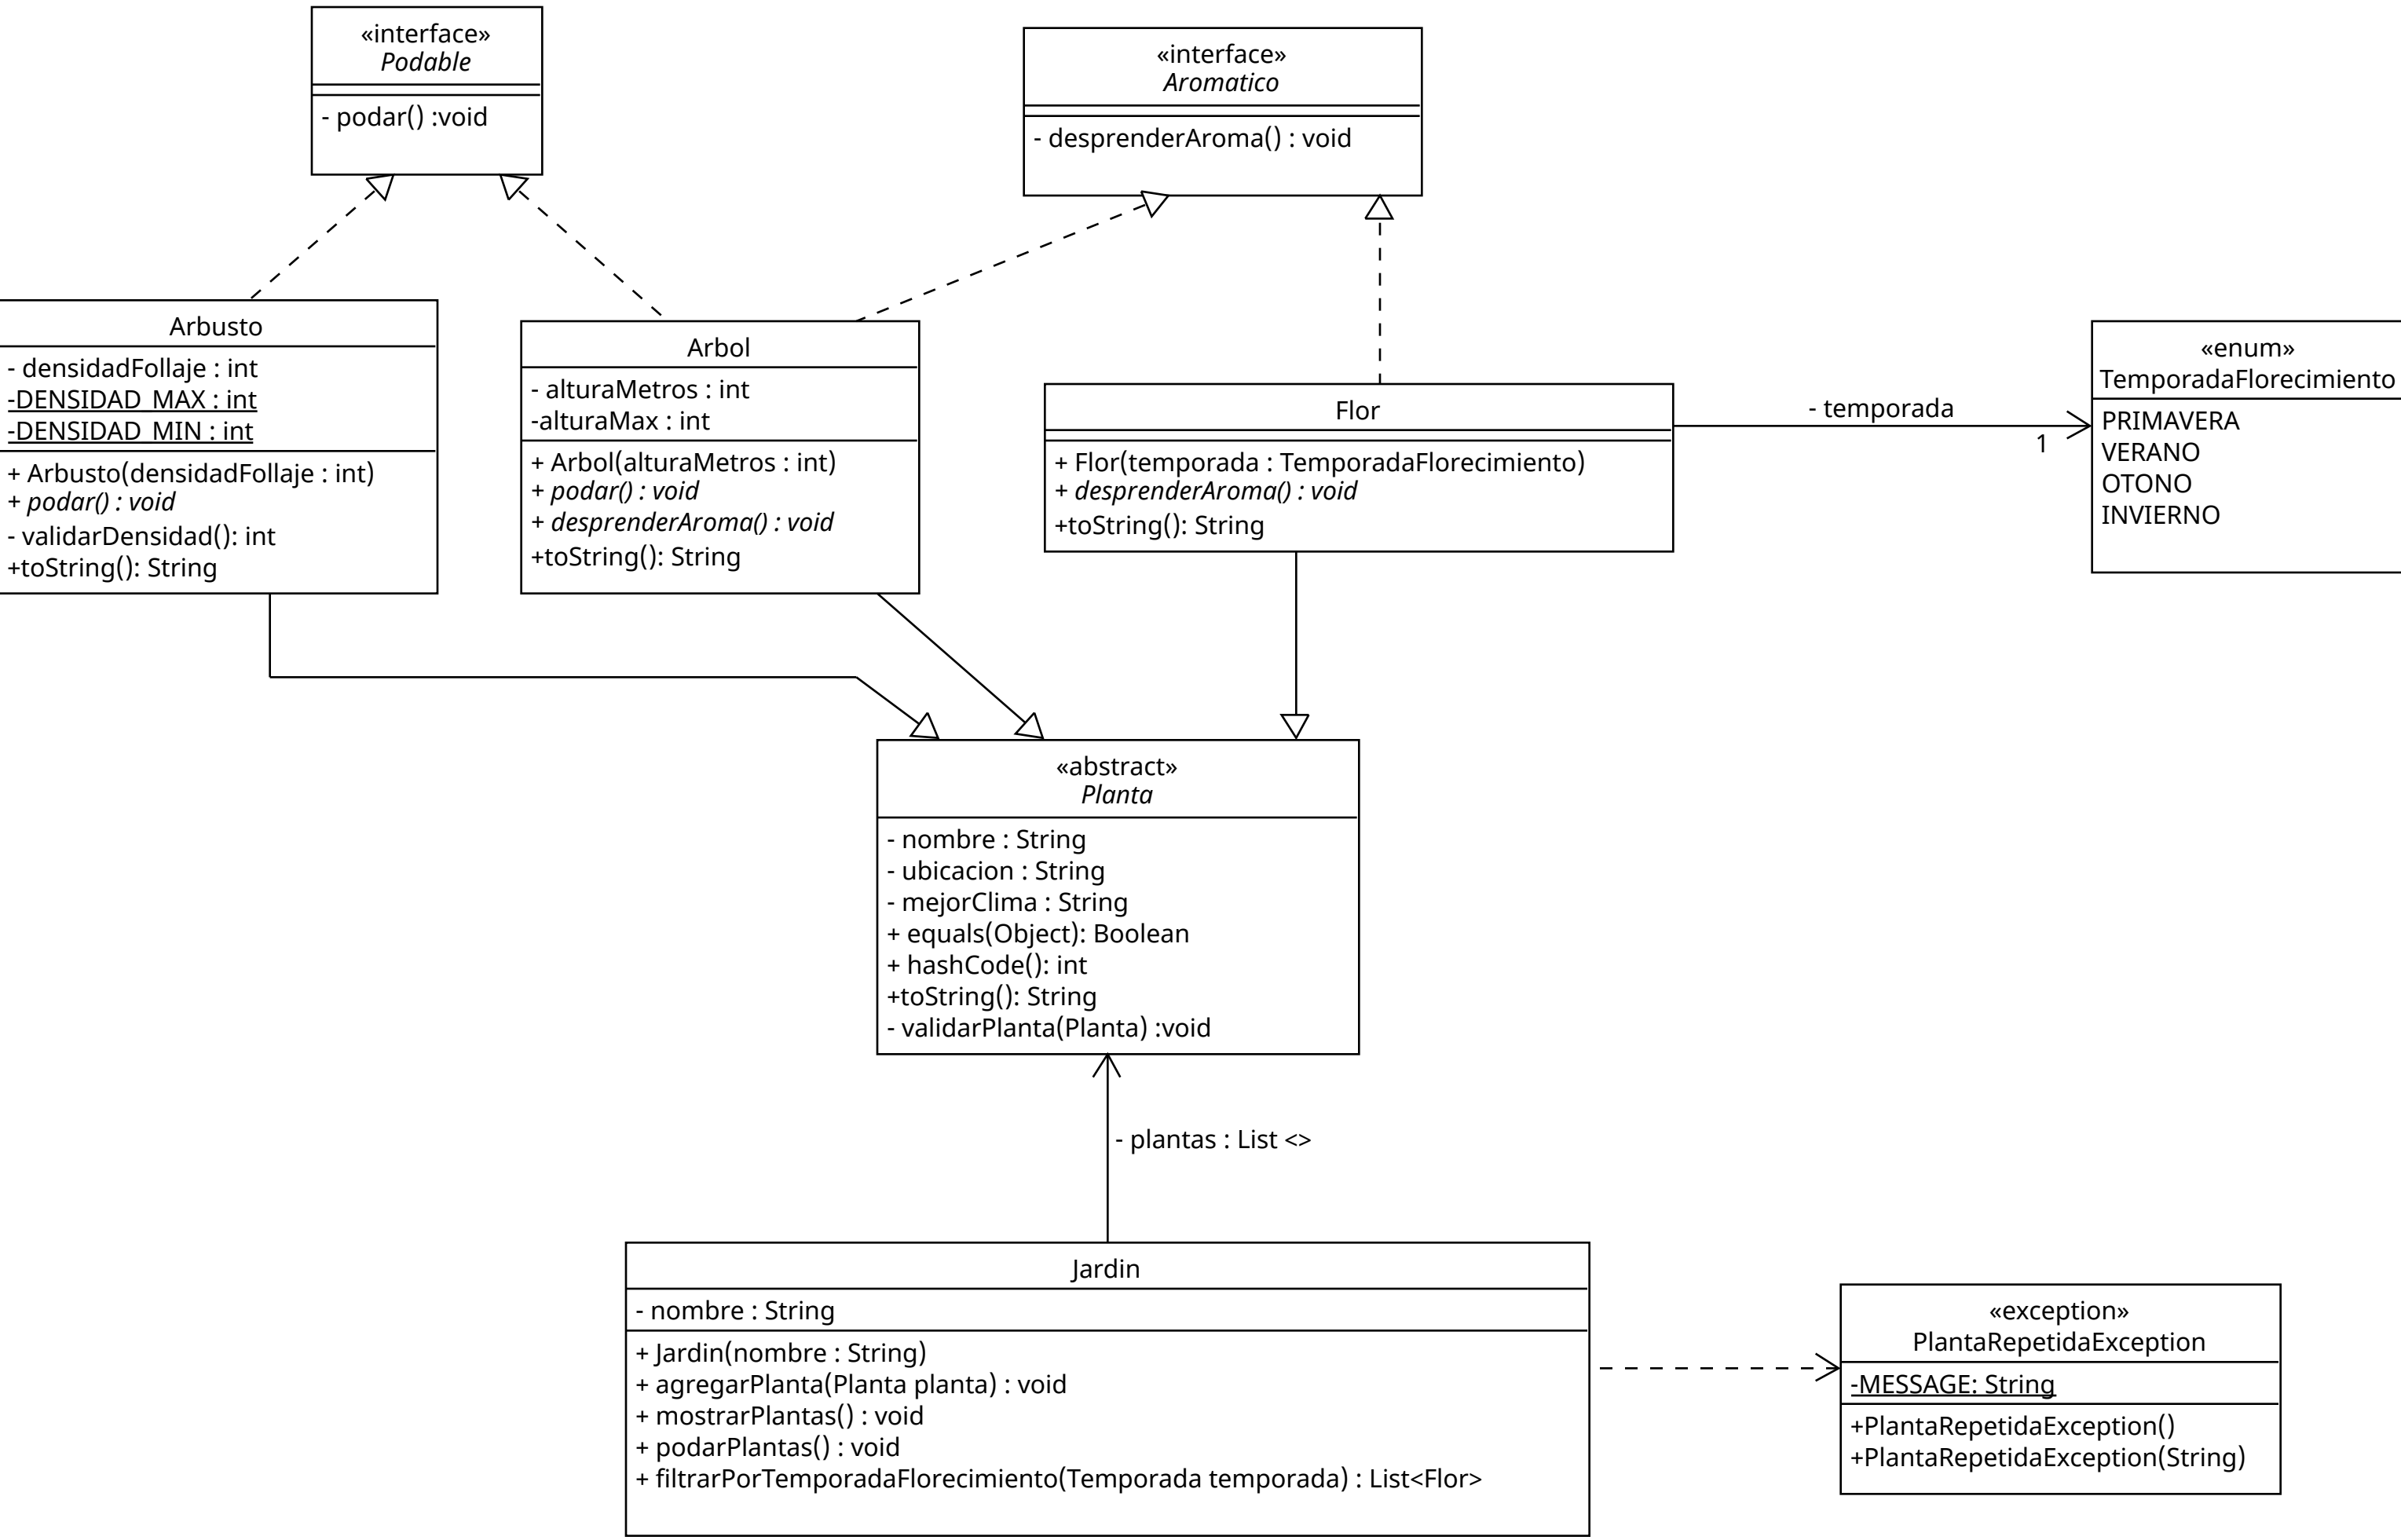 «interface»
Podable
- podar() :void
«interface»
Aromatico
- desprenderAroma() : void
Arbusto
- densidadFollaje : int
-DENSIDAD_MAX : int
-DENSIDAD_MIN : int
+ Arbusto(densidadFollaje : int)
+ podar() : void
- validarDensidad(): int
+toString(): String
Arbol
- alturaMetros : int
-alturaMax : int
+ Arbol(alturaMetros : int)
+ podar() : void
+ desprenderAroma() : void
+toString(): String
Flor
+ Flor(temporada : TemporadaFlorecimiento)
+ desprenderAroma() : void
+toString(): String
- temporada
1
«enum»
TemporadaFlorecimiento
PRIMAVERA
VERANO
OTONO
INVIERNO
«abstract»
Planta
- nombre : String
- ubicacion : String
- mejorClima : String
+ equals(Object): Boolean
+ hashCode(): int
+toString(): String
- validarPlanta(Planta) :void
- plantas : List <>
Jardin
- nombre : String
+ Jardin(nombre : String)
+ agregarPlanta(Planta planta) : void
+ mostrarPlantas() : void
+ podarPlantas() : void
+ filtrarPorTemporadaFlorecimiento(Temporada temporada) : List<Flor>
«exception»
PlantaRepetidaException
-MESSAGE: String
+PlantaRepetidaException()
+PlantaRepetidaException(String)